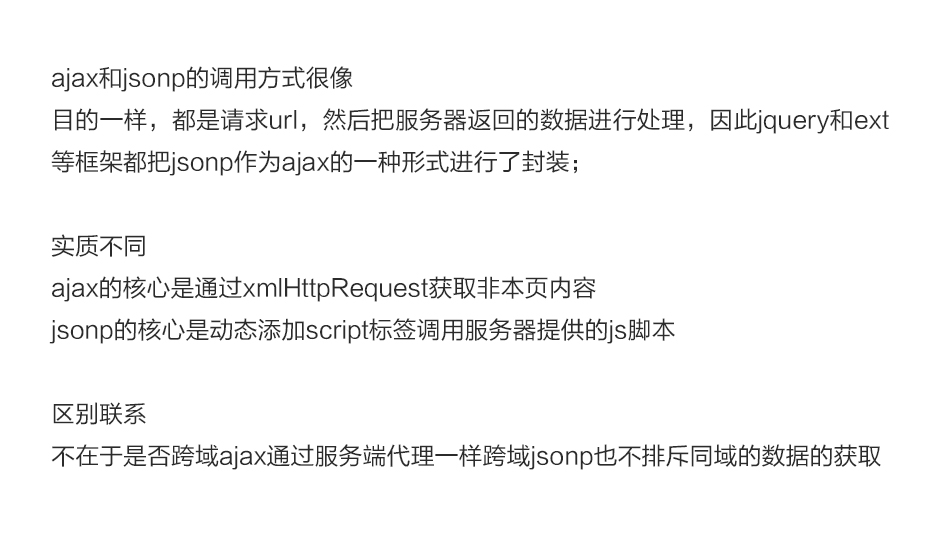 ajax和jsonp的调用方式很像
目的一样，都是请求url，然后把服务器返回的数据进行处理，因此jquery和ext
等框架都把jsonp作为ajax的一种形式进行了封装；
实质不同
ajax的核心是通过xmlHttpRequest获取非本页内容
jsonp的核心是动态添加script标签调用服务器提供的js脚本
区别联系
不在于是否跨域ajax通过服务端代理一样跨域jsonp也不排斥同域的数据的获取